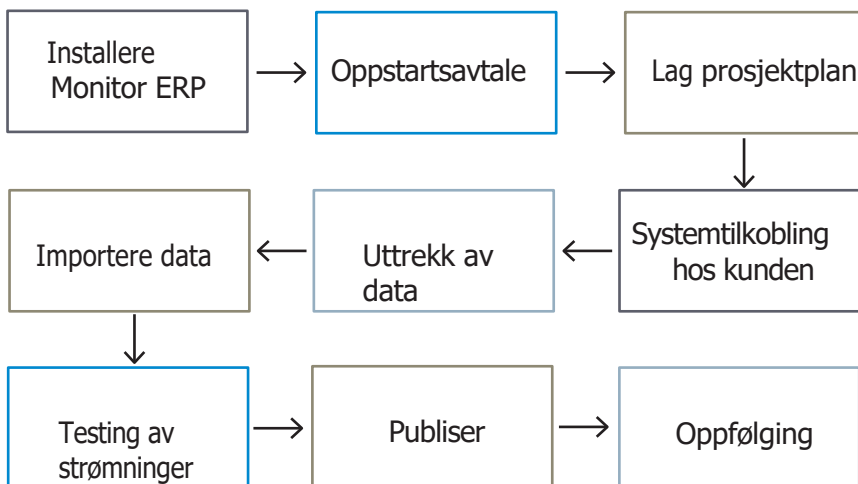 Installere
Monitor ERP
Oppstartsavtale
Lag prosjektplan
Systemtilkobling
hos kunden
Uttrekk av
data
Importere data
Testing av
strømninger
Publiser
Oppfølging